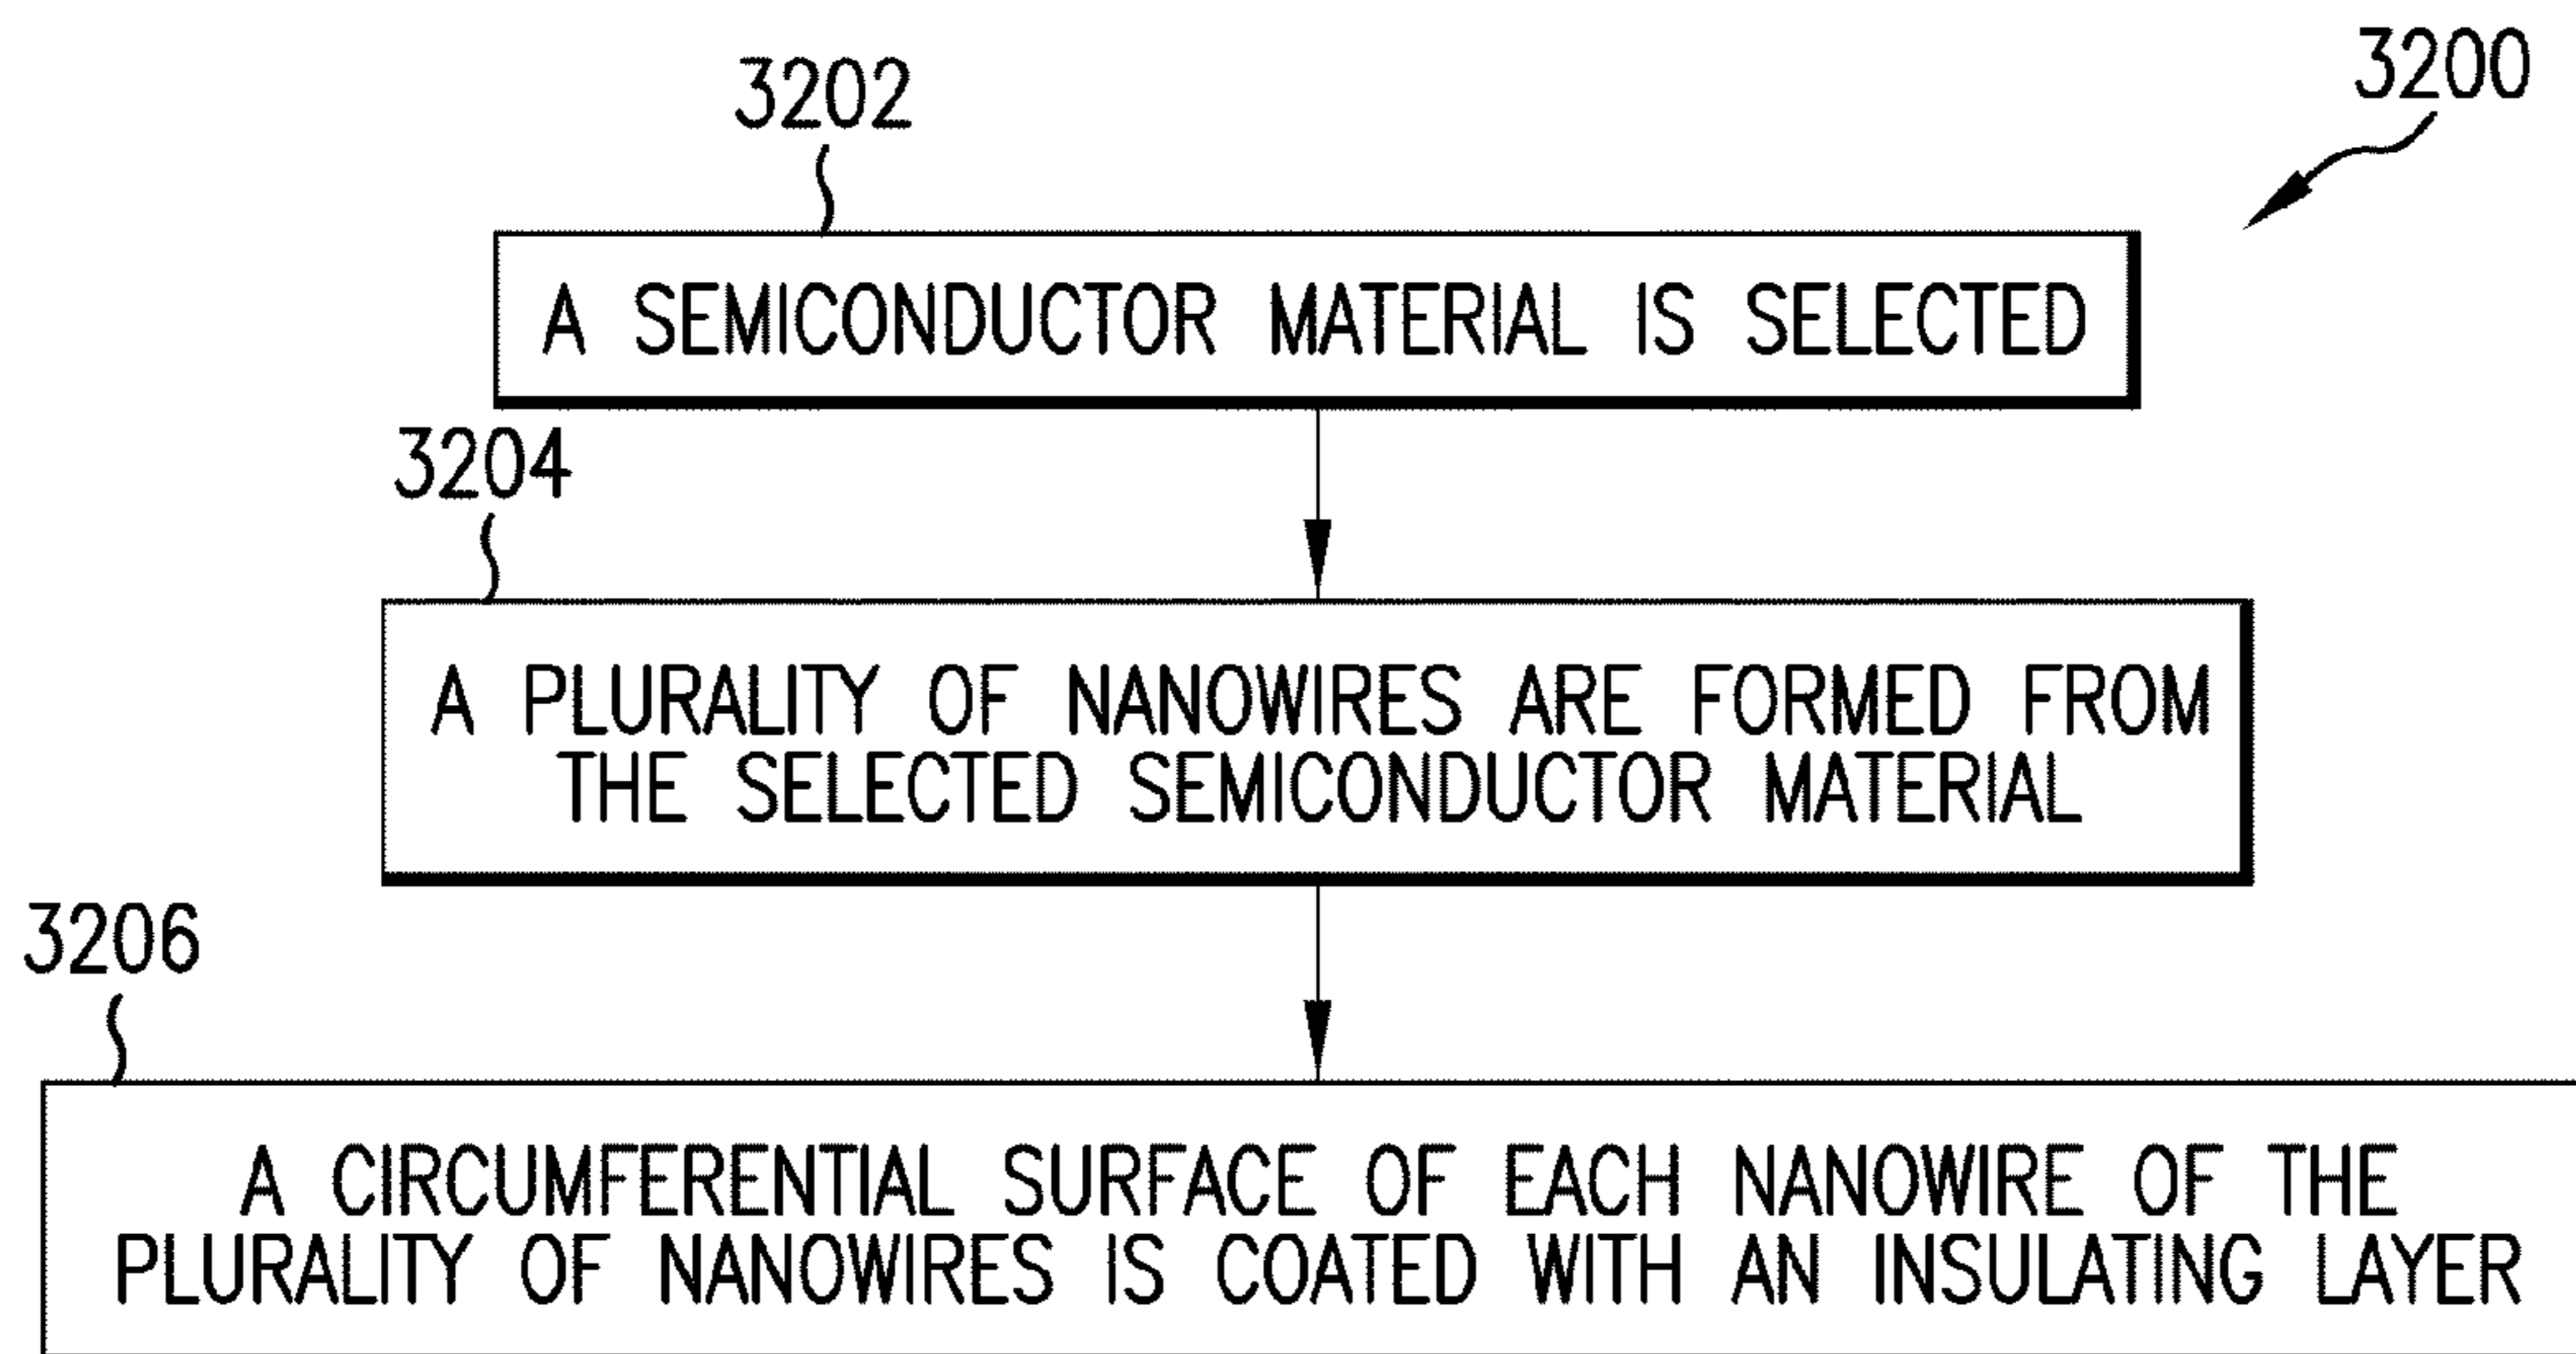 3200
3202
A SEMICONDUCTOR MATERIAL IS SELECTED
3204
A PLURALITY OF NANOWIRES ARE FORMED FROM
THE SELECTED SEMICONDUCTOR MATERIAL
3206
A CIRCUMFERENTIAL SURFACE OF EACH NANOWIRE OF THE
PLURALITY OF NANOWIRES IS COATED WITH AN INSULATING LAYER